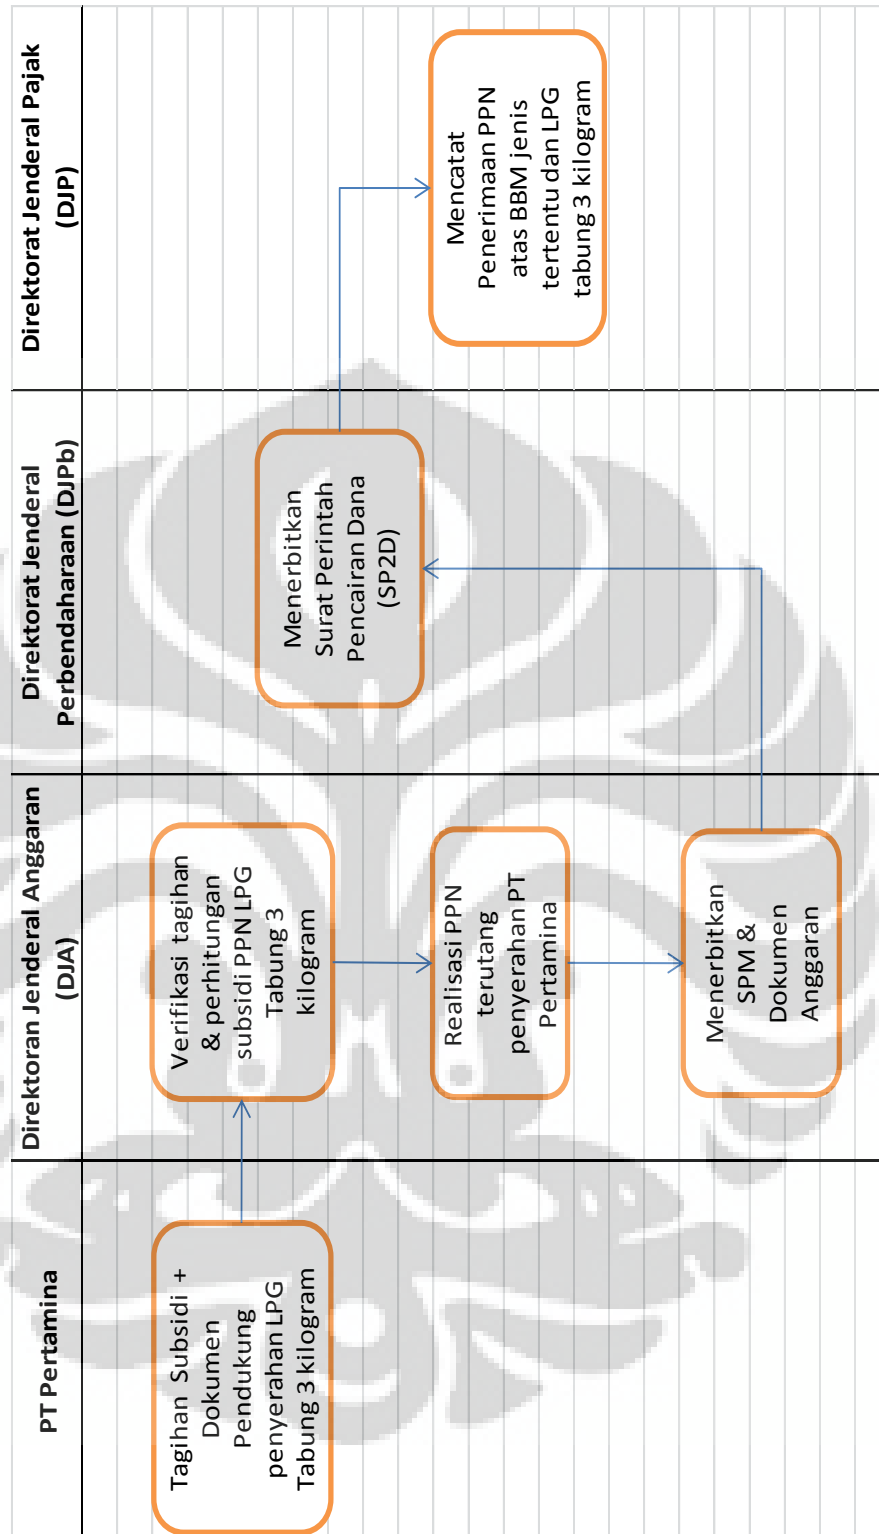 PT Pertamina
Direktoran Jenderal Anggaran
(DJA)
Direktorat Jenderal
Perbendaharaan (DJPb)
Direktorat Jenderal Pajak
(DJP)
Tagihan Subsidi +
Dokumen
Pendukung
penyerahan LPG
Tabung 3 kilogram
Verifikasi tagihan
& perhitungan
subsidi PPN LPG
Tabung 3
kilogram
Realisasi PPN
terutang
penyerahan PT
Pertamina
Menerbitkan
SPM &
Dokumen
Anggaran
Menerbitkan
Surat Perintah
Pencairan Dana
(SP2D)
Mencatat
Penerimaan PPN
atas BBM jenis
tertentu dan LPG
tabung 3 kilogram